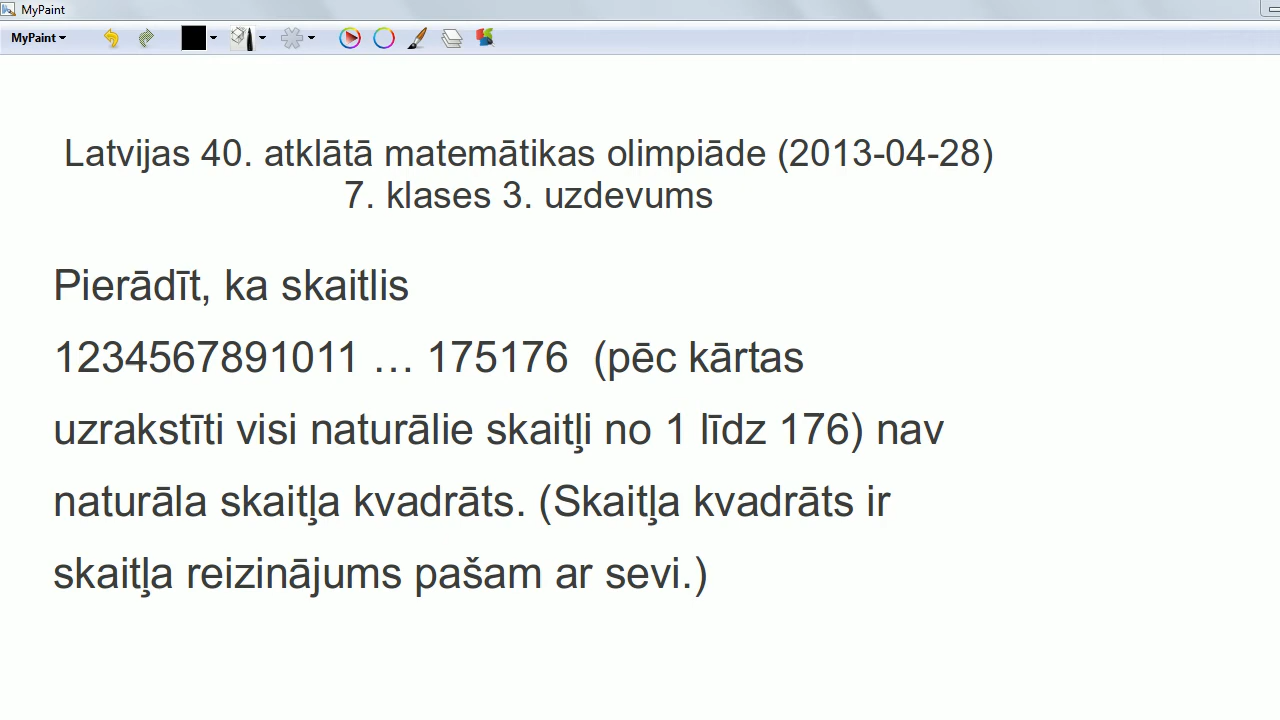 MyPaint
MyPaint
Latvijas 40. atklātā matemātikas olimpiāde (2013-04-28)
7. klases 3. uzdevums
Pierādīt, ka skaitlis
1234567891011 … 175176 (pēc kārtas
uzrakstīti visi naturālie skaitļi no 1 līdz 176) nav
naturāla skaitļa kvadrāts. (Skaitļa kvadrāts ir
skaitļa reizinājums pašam ar sevi.)